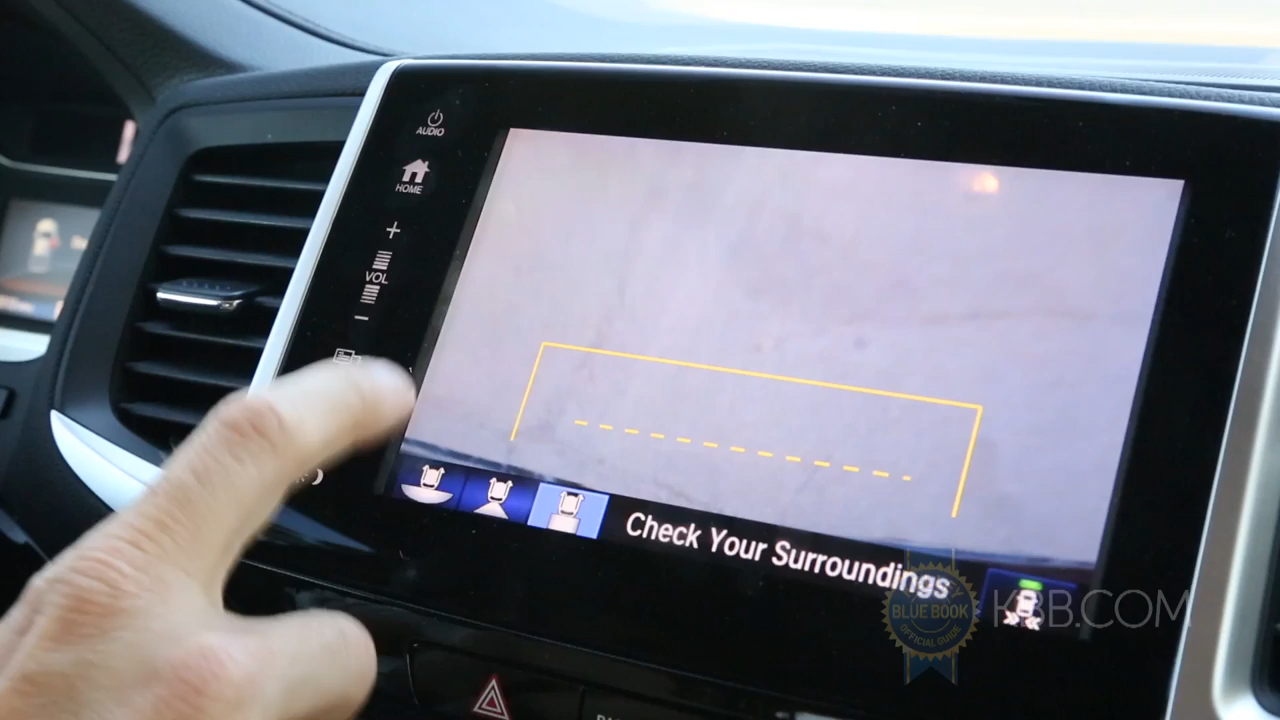 AUDIO
HOME
+
VOL
−
Check Your Surroundings
BLUE BOOK
OFFICIAL GUIDE
KBB.COM